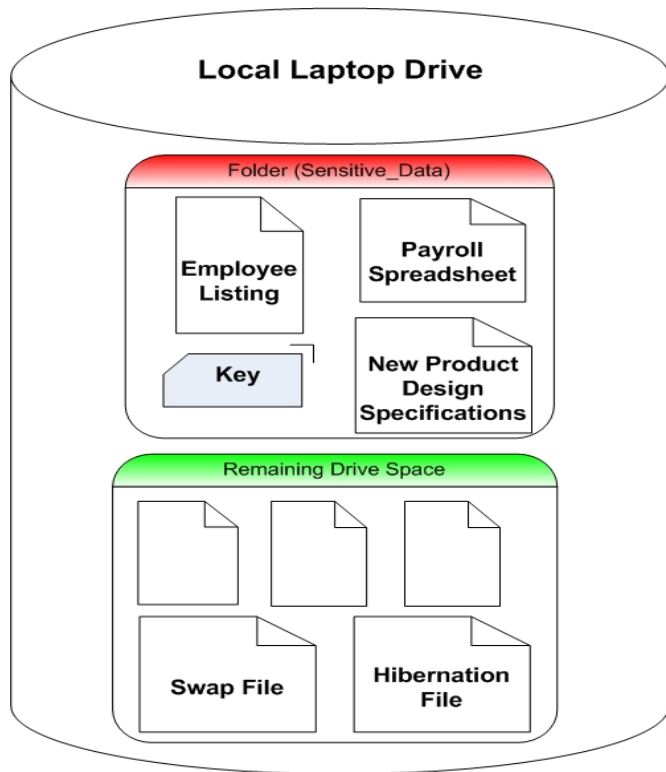 Local Laptop Drive
Folder (Sensitive_Data)
Employee
Listing
Payroll
Spreadsheet
Key
New Product
Design
Specifications
Remaining Drive Space
Swap File
Hibernation
File